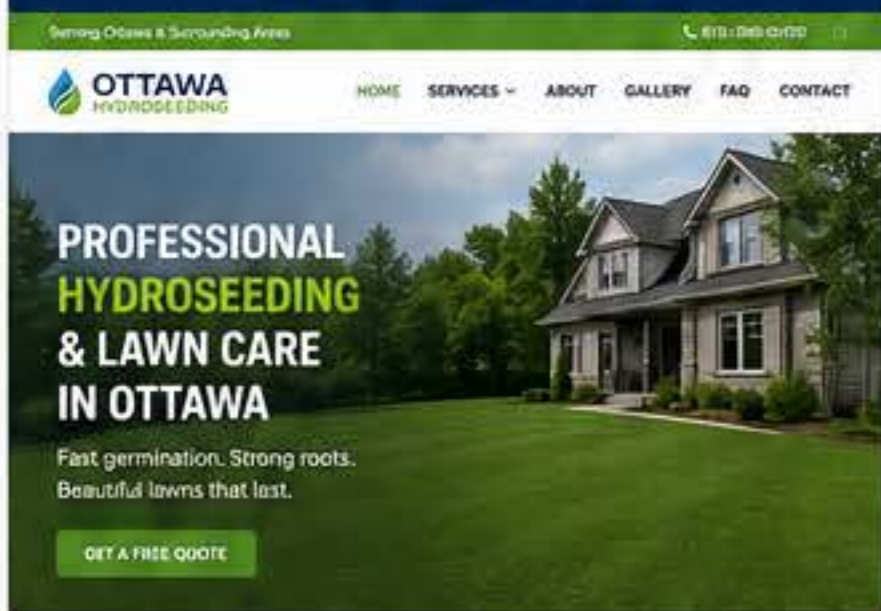 Serving Ottawa & Surrounding Areas
OTTAWA
HYDROSEEDING
HOME SERVICES ABOUT GALLERY FAQ CONTACT
PROFESSIONAL
HYDROSEEDING
& LAWN CARE
IN OTTAWA
Fast germination. Strong roots.
Beautiful lawns that last.
GET A FREE QUOTE